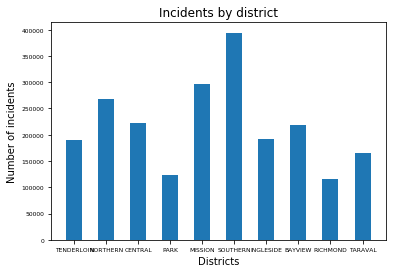 Incidents by district
Number of incidents
400000
350000
300000
250000
200000
150000
100000
50000
0
TENDERLOIN NORTHERN CENTRAL PARK MISSION SOUTHERN INGLESIDE BAYVIEW RICHMOND TARAVAL
Districts